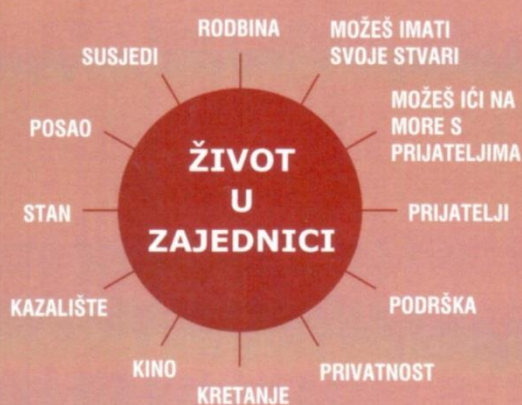 RODBINA
MOŽEŠ IMATI
SVOJE STVARI
SUSJEDI
MOŽEŠ IĆI NA
MORE S
PRIJATELJIMA
POSAO
ŽIVOT
U
ZAJEDNICI
STAN
PRIJATELJI
KAZALIŠTE
PODRŠKA
KINO
PRIVATNOST
KRETANJE